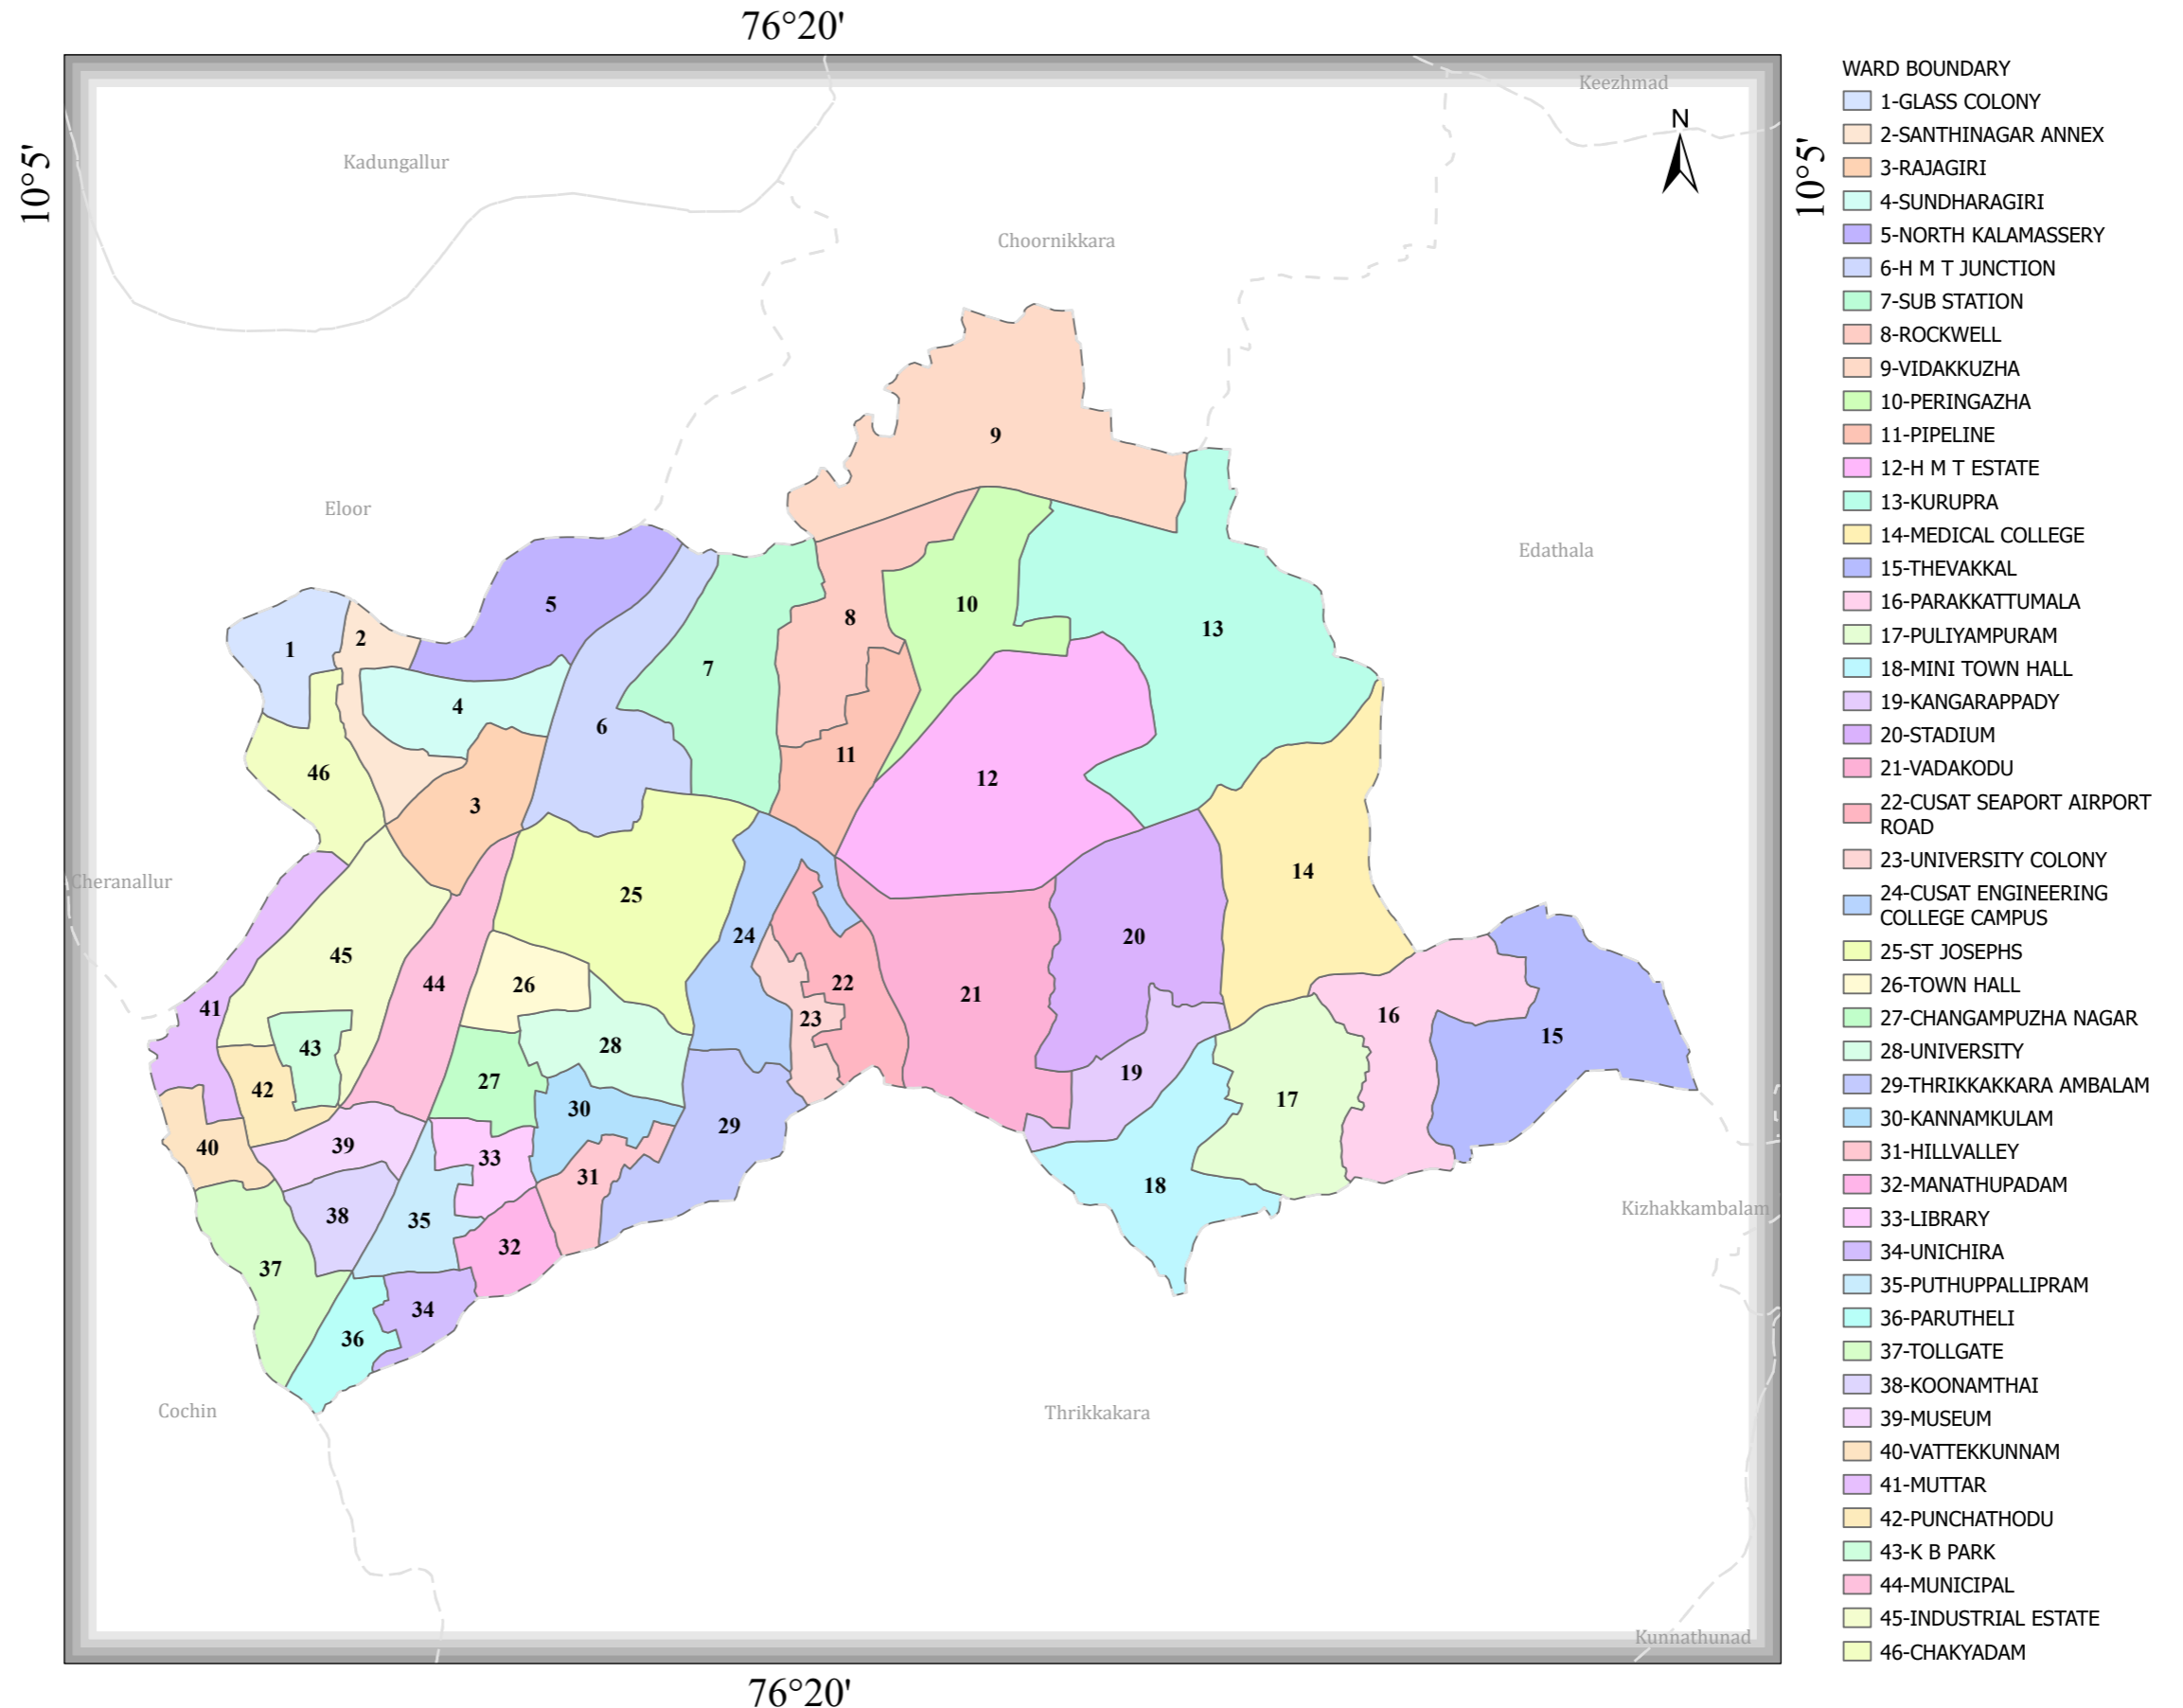 76°20'
10°5'
10°5'
N
Keezhmad
Kadungallur
Choornikkara
Eloor
Edathala
Cheranallur
Kizhakkambalam
Cochin
Thrikkakara
Kunnathunad
9
5
10
8
13
2
1
7
4
6
11
46
12
3
14
25
24
20
45
44
26
22
21
41
23
16
15
28
43
19
27
42
17
30
29
39
40
33
31
18
38
35
32
37
34
36
76°20'
WARD BOUNDARY
1-GLASS COLONY
2-SANTHINAGAR ANNEX
3-RAJAGIRI
4-SUNDHARAGIRI
5-NORTH KALAMASSERY
6-H M T JUNCTION
7-SUB STATION
8-ROCKWELL
9-VIDAKKUZHA
10-PERINGAZHA
11-PIPELINE
12-H M T ESTATE
13-KURUPRA
14-MEDICAL COLLEGE
15-THEVAKKAL
16-PARAKKATTUMALA
17-PULIYAMPURAM
18-MINI TOWN HALL
19-KANGARAPPADY
20-STADIUM
21-VADAKODU
22-CUSAT SEAPORT AIRPORT
ROAD
23-UNIVERSITY COLONY
24-CUSAT ENGINEERING
COLLEGE CAMPUS
25-ST JOSEPHS
26-TOWN HALL
27-CHANGAMPUZHA NAGAR
28-UNIVERSITY
29-THRIKKAKKARA AMBALAM
30-KANNAMKULAM
31-HILLVALLEY
32-MANATHUPADAM
33-LIBRARY
34-UNICHIRA
35-PUTHUPPALLIPRAM
36-PARUTHELI
37-TOLLGATE
38-KOONAMTHAI
39-MUSEUM
40-VATTEKKUNNAM
41-MUTTAR
42-PUNCHATHODU
43-K B PARK
44-MUNICIPAL
45-INDUSTRIAL ESTATE
46-CHAKYADAM